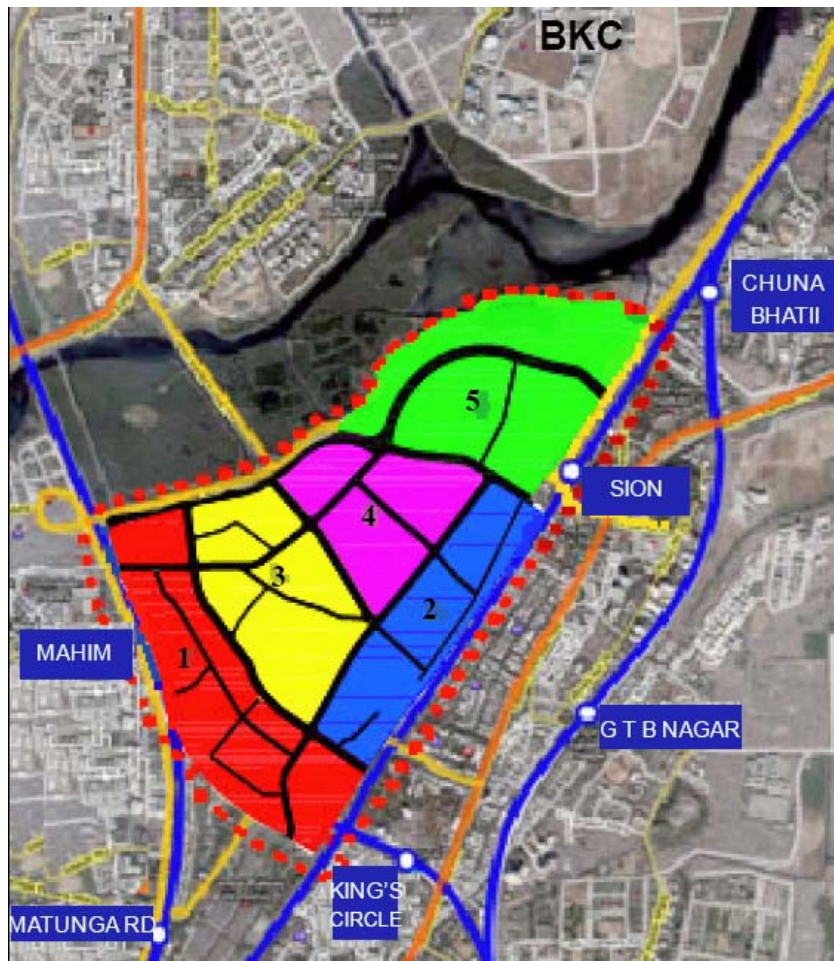 BKC
CHUNA
BHATII
5
SION
4
3
2
1
MAHIM
G T B NAGAR
KING'S
CIRCLE
MATUNGA RD